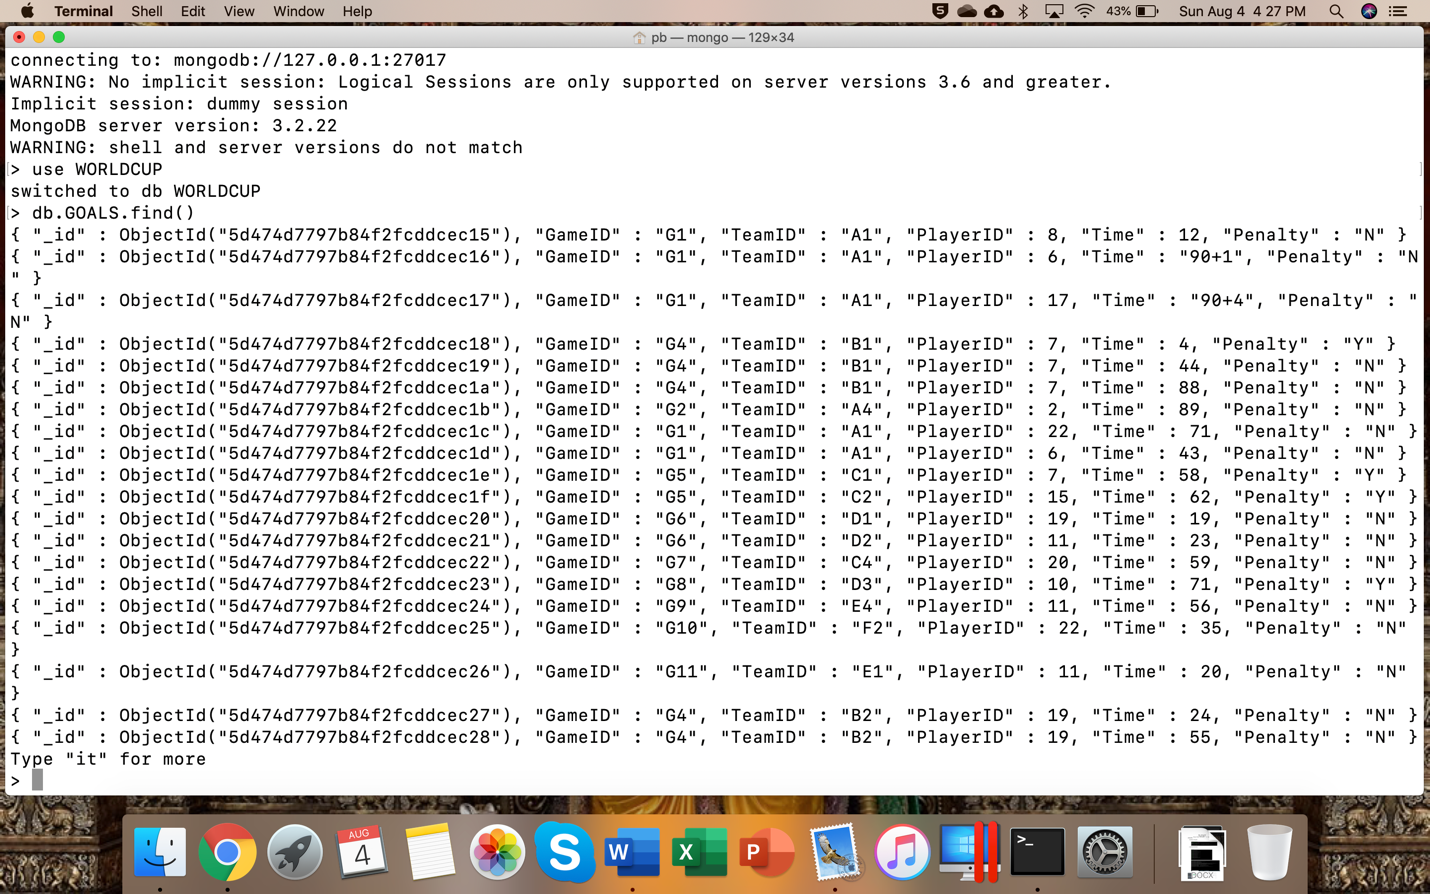 Terminal Shell Edit View Window Help 43% Sun Aug 4 4 27 PM
pb — mongo — 129×34
connecting to: mongodb://127.0.0.1:27017
WARNING: No implicit session: Logical Sessions are only supported on server versions 3.6 and greater.
Implicit session: dummy session
MongoDB server version: 3.2.22
WARNING: shell and server versions do not match
[> use WORLDCUP ]
switched to db WORLDCUP
[> db.GOALS.find() ]
{ "_id" : ObjectId("5d474d7797b84f2fcddcec15"), "GameID" : "G1", "TeamID" : "A1", "PlayerID" : 8, "Time" : 12, "Penalty" : "N" }
{ "_id" : ObjectId("5d474d7797b84f2fcddcec16"), "GameID" : "G1", "TeamID" : "A1", "PlayerID" : 6, "Time" : "90+1", "Penalty" : "N
" }
{ "_id" : ObjectId("5d474d7797b84f2fcddcec17"), "GameID" : "G1", "TeamID" : "A1", "PlayerID" : 17, "Time" : "90+4", "Penalty" : "
N" }
{ "_id" : ObjectId("5d474d7797b84f2fcddcec18"), "GameID" : "G4", "TeamID" : "B1", "PlayerID" : 7, "Time" : 4, "Penalty" : "Y" }
{ "_id" : ObjectId("5d474d7797b84f2fcddcec19"), "GameID" : "G4", "TeamID" : "B1", "PlayerID" : 7, "Time" : 44, "Penalty" : "N" }
{ "_id" : ObjectId("5d474d7797b84f2fcddcec1a"), "GameID" : "G4", "TeamID" : "B1", "PlayerID" : 7, "Time" : 88, "Penalty" : "N" }
{ "_id" : ObjectId("5d474d7797b84f2fcddcec1b"), "GameID" : "G2", "TeamID" : "A4", "PlayerID" : 2, "Time" : 89, "Penalty" : "N" }
{ "_id" : ObjectId("5d474d7797b84f2fcddcec1c"), "GameID" : "G1", "TeamID" : "A1", "PlayerID" : 22, "Time" : 71, "Penalty" : "N" }
{ "_id" : ObjectId("5d474d7797b84f2fcddcec1d"), "GameID" : "G1", "TeamID" : "A1", "PlayerID" : 6, "Time" : 43, "Penalty" : "N" }
{ "_id" : ObjectId("5d474d7797b84f2fcddcec1e"), "GameID" : "G5", "TeamID" : "C1", "PlayerID" : 7, "Time" : 58, "Penalty" : "Y" }
{ "_id" : ObjectId("5d474d7797b84f2fcddcec1f"), "GameID" : "G5", "TeamID" : "C2", "PlayerID" : 15, "Time" : 62, "Penalty" : "Y" }
{ "_id" : ObjectId("5d474d7797b84f2fcddcec20"), "GameID" : "G6", "TeamID" : "D1", "PlayerID" : 19, "Time" : 19, "Penalty" : "N" }
{ "_id" : ObjectId("5d474d7797b84f2fcddcec21"), "GameID" : "G6", "TeamID" : "D2", "PlayerID" : 11, "Time" : 23, "Penalty" : "N" }
{ "_id" : ObjectId("5d474d7797b84f2fcddcec22"), "GameID" : "G7", "TeamID" : "C4", "PlayerID" : 20, "Time" : 59, "Penalty" : "N" }
{ "_id" : ObjectId("5d474d7797b84f2fcddcec23"), "GameID" : "G8", "TeamID" : "D3", "PlayerID" : 10, "Time" : 71, "Penalty" : "Y" }
{ "_id" : ObjectId("5d474d7797b84f2fcddcec24"), "GameID" : "G9", "TeamID" : "E4", "PlayerID" : 11, "Time" : 56, "Penalty" : "N" }
{ "_id" : ObjectId("5d474d7797b84f2fcddcec25"), "GameID" : "G10", "TeamID" : "F2", "PlayerID" : 22, "Time" : 35, "Penalty" : "N"
}
{ "_id" : ObjectId("5d474d7797b84f2fcddcec26"), "GameID" : "G11", "TeamID" : "E1", "PlayerID" : 11, "Time" : 20, "Penalty" : "N"
}
{ "_id" : ObjectId("5d474d7797b84f2fcddcec27"), "GameID" : "G4", "TeamID" : "B2", "PlayerID" : 19, "Time" : 24, "Penalty" : "N" }
{ "_id" : ObjectId("5d474d7797b84f2fcddcec28"), "GameID" : "G4", "TeamID" : "B2", "PlayerID" : 19, "Time" : 55, "Penalty" : "N" }
Type "it" for more
>
AUG
4
S
W
X
P
>_
DOCX